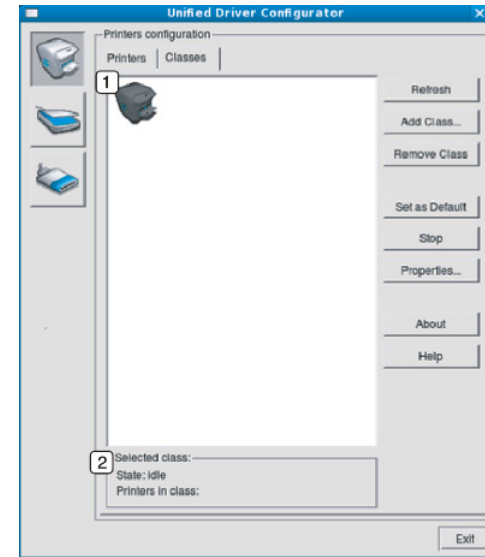 Unified Driver Configurator
Printers configuration
Printers
Classes
1
Refresh
Add Class...
Remove Class
Set as Default
Stop
Properties...
About
Help
2
Selected class:
State: idle
Printers in class:
Exit